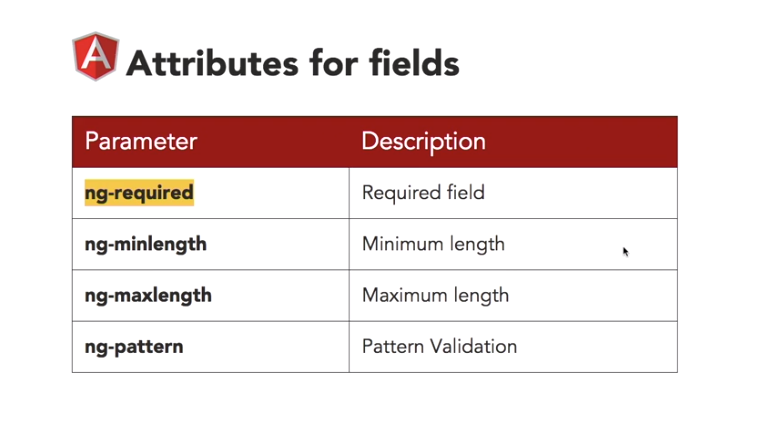 Attributes for fields
Parameter Description
ng-required Required field
ng-minlength Minimum length
ng-maxlength Maximum length
ng-pattern Pattern Validation